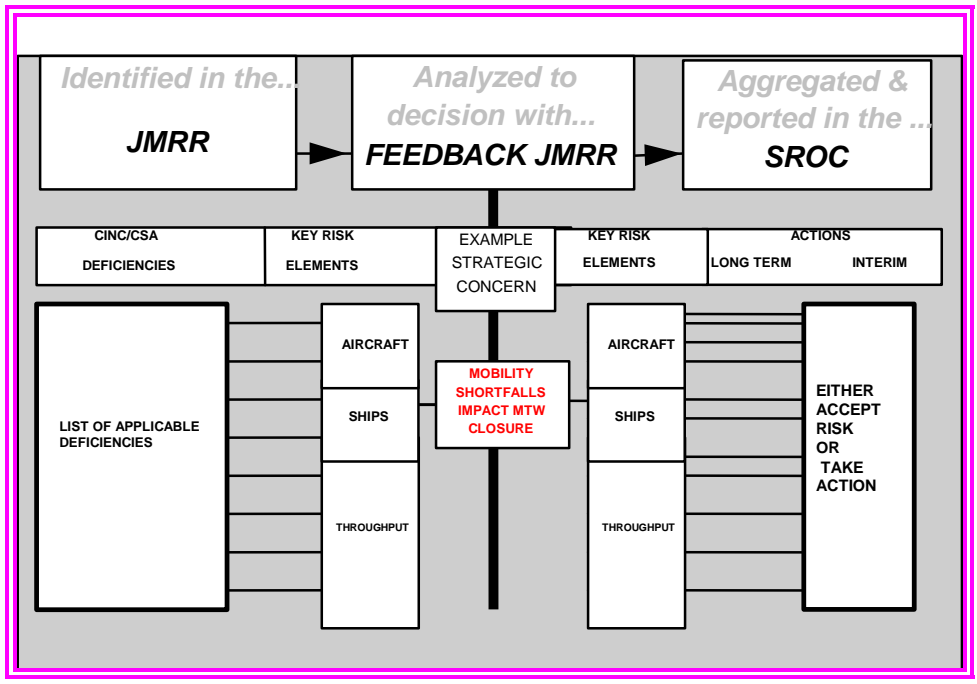 Identified in the...
JMRR
Analyzed to
decision with...
FEEDBACK JMRR
Aggregated &
reported in the ...
SROC
CINC/CSA
DEFICIENCIES
KEY RISK
ELEMENTS
EXAMPLE
STRATEGIC
CONCERN
KEY RISK
ELEMENTS
ACTIONS
LONG TERM INTERIM
LIST OF APPLICABLE
DEFICIENCIES
AIRCRAFT
SHIPS
THROUGHPUT
MOBILITY
SHORTFALLS
IMPACT MTW
CLOSURE
AIRCRAFT
SHIPS
THROUGHPUT
EITHER
ACCEPT
RISK
OR
TAKE
ACTION